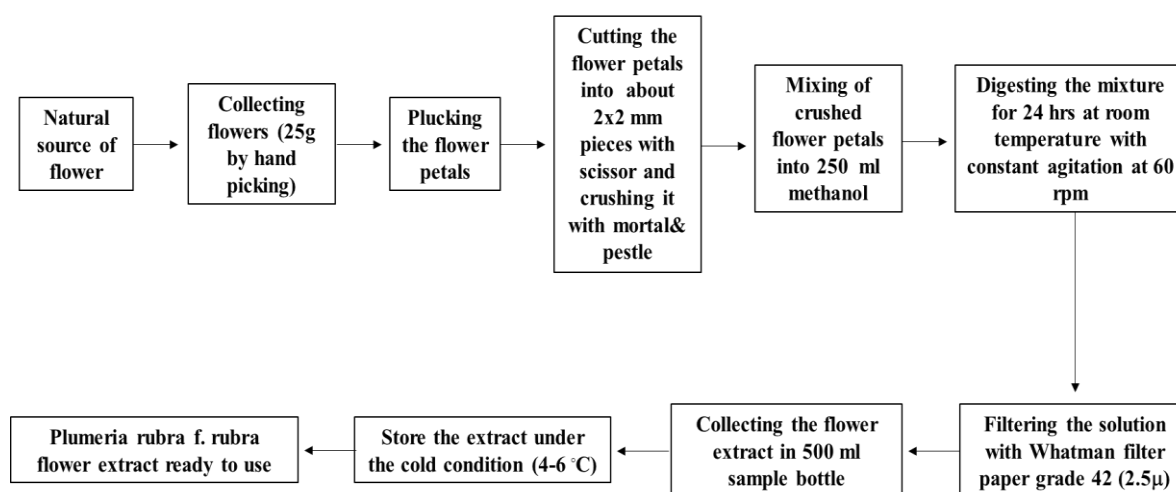 Natural
source of
flower
Collecting
flowers (25g
by hand
picking)
Plucking
the flower
petals
Cutting the
flower petals
into about
2x2 mm
pieces with
scissor and
crushing it
with mortal&
pestle
Mixing of
crushed
flower petals
into 250 ml
methanol
Digesting the mixture
for 24 hrs at room
temperature with
constant agitation at 60
rpm
Filtering the solution
with Whatman filter
paper grade 42 (2.5μ)
Collecting the flower
extract in 500 ml
sample bottle
Store the extract under
the cold condition (4-6 °C)
Plumeria rubra f. rubra
flower extract ready to use